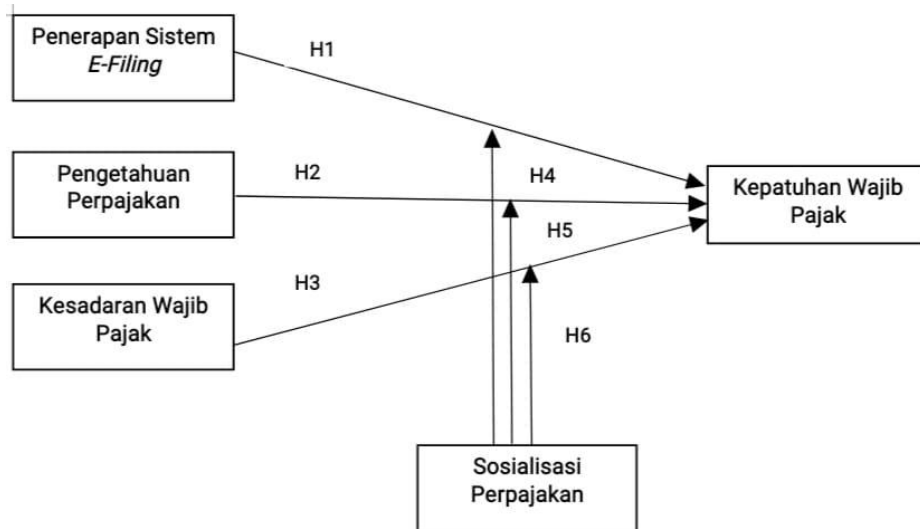 Penerapan Sistem
E-Filing
H1
Pengetahuan
Perpajakan
H2
H4
Kepatuhan Wajib
Pajak
H5
Kesadaran Wajib
Pajak
H3
H6
Sosialisasi
Perpajakan